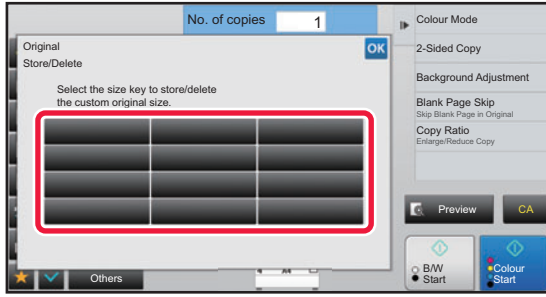 No. of copies 1
Original
OK
Store/Delete
Select the size key to store/delete
the custom original size.
Colour Mode
2-Sided Copy
Background Adjustment
Blank Page Skip
Skip Blank Page in Original
Copy Ratio
Enlarge/Reduce Copy
Preview
CA
B/W
Start
Colour
Start
Others
A4